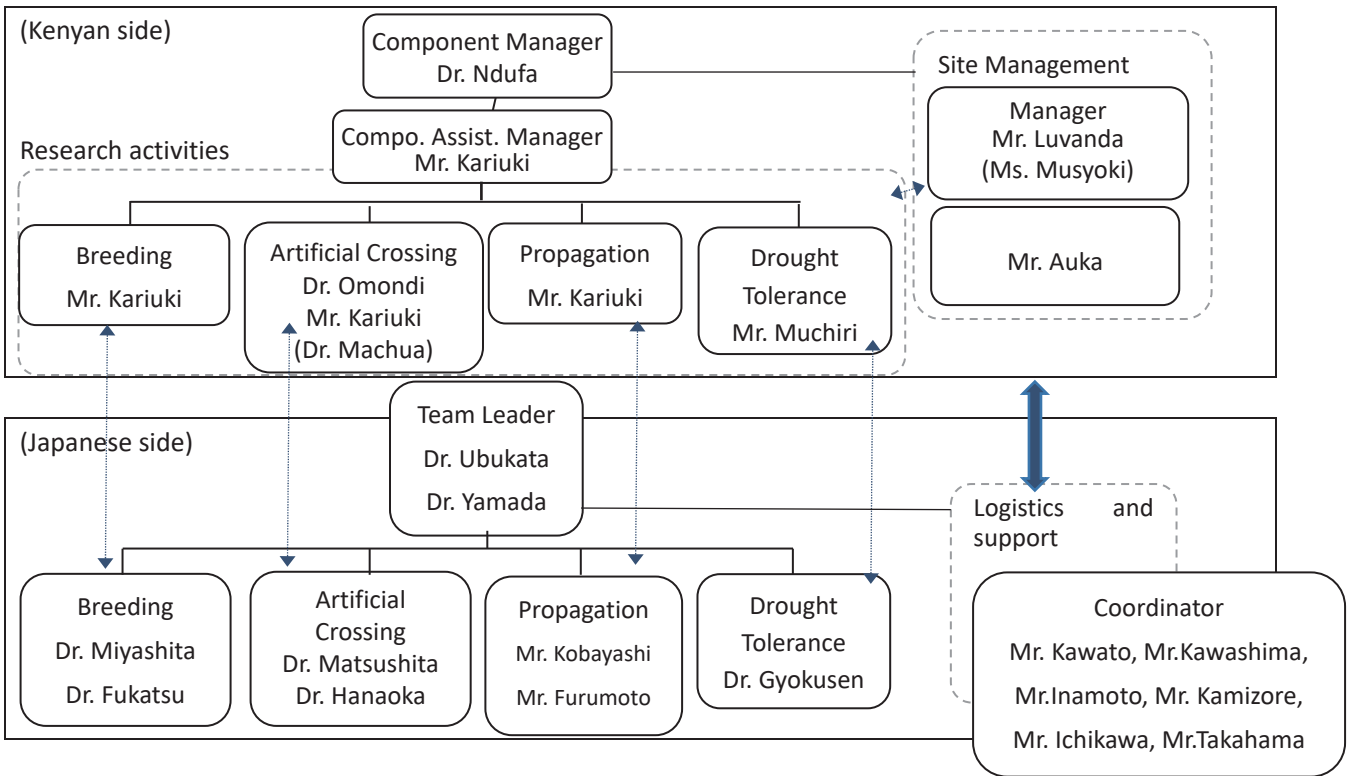 (Kenyan side)
Component Manager
Dr. Ndufa
Site Management
Manager
Mr. Luvanda
(Ms. Musyoki)
Mr. Auka
Compo. Assist. Manager
Mr. Kariuki
Research activities
Breeding
Mr. Kariuki
Artificial Crossing
Dr. Omondi
Mr. Kariuki
(Dr. Machua)
Propagation
Mr. Kariuki
Drought
Tolerance
Mr. Muchiri
(Japanese side)
Team Leader
Dr. Ubukata
Dr. Yamada
Logistics and
support
Breeding
Dr. Miyashita
Dr. Fukatsu
Artificial
Crossing
Dr. Matsushita
Dr. Hanaoka
Propagation
Mr. Kobayashi
Mr. Furumoto
Drought
Tolerance
Dr. Gyokusen
Coordinator
Mr. Kawato, Mr.Kawashima,
Mr.Inamoto, Mr. Kamizore,
Mr. Ichikawa, Mr.Takahama